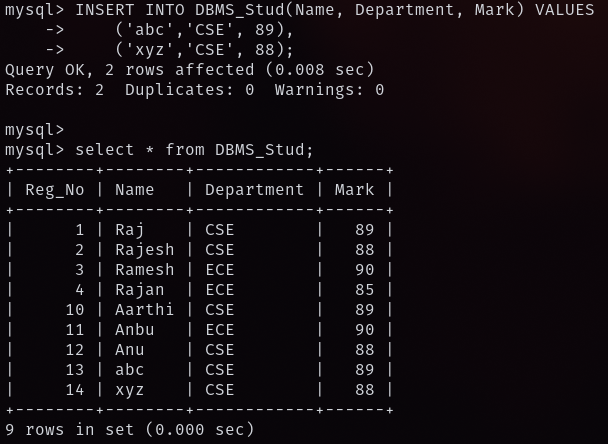 mysql> INSERT INTO DBMS_Stud(Name, Department, Mark) VALUES
    ->     ('abc','CSE', 89),
    ->     ('xyz','CSE', 88);
Query OK, 2 rows affected (0.008 sec)
Records: 2  Duplicates: 0  Warnings: 0

mysql>
mysql> select * from DBMS_Stud;
+--------+--------+------------+------+
| Reg_No | Name   | Department | Mark |
+--------+--------+------------+------+
|      1 | Raj    | CSE        |   89 |
|      2 | Rajesh | CSE        |   88 |
|      3 | Ramesh | ECE        |   90 |
|      4 | Rajan  | ECE        |   85 |
|     10 | Aarthi | CSE        |   89 |
|     11 | Anbu   | ECE        |   90 |
|     12 | Anu    | CSE        |   88 |
|     13 | abc    | CSE        |   89 |
|     14 | xyz    | CSE        |   88 |
+--------+--------+------------+------+
9 rows in set (0.000 sec)